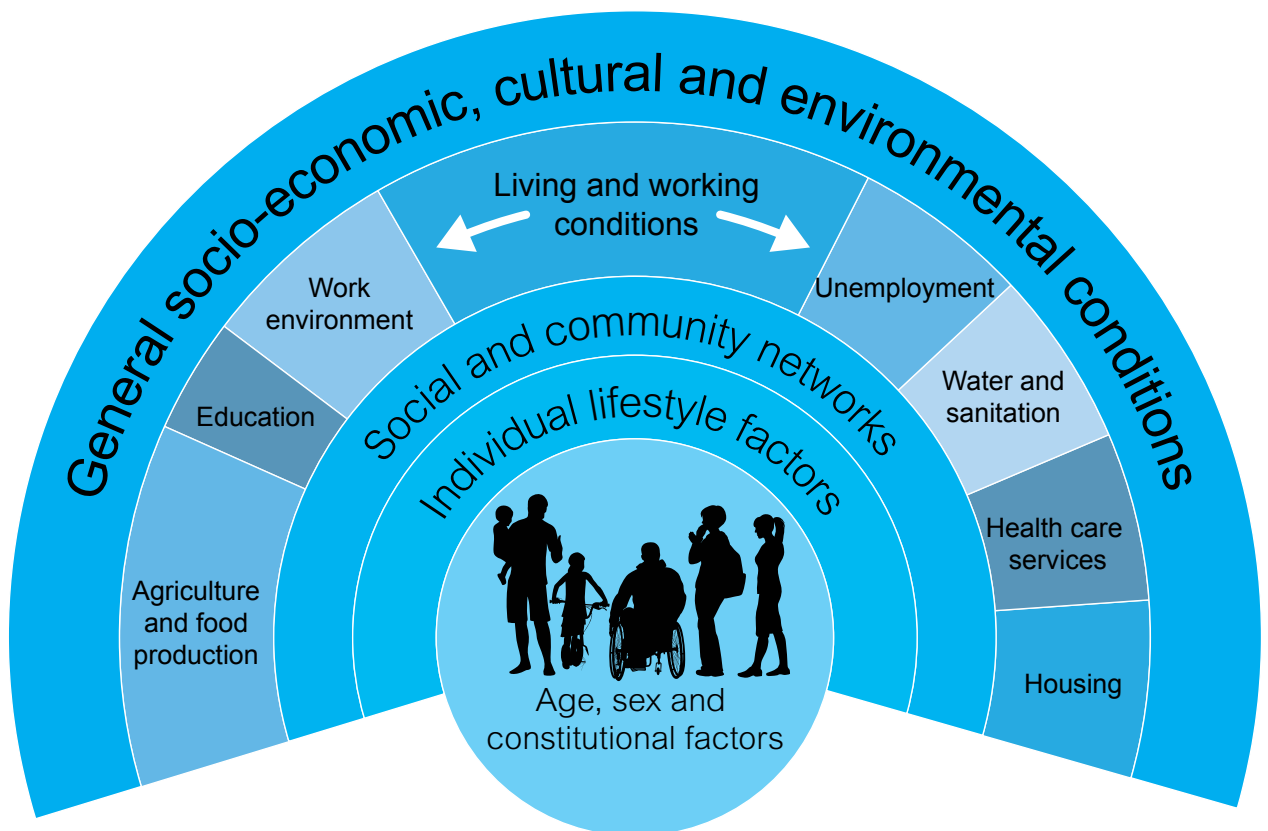 General socio-economic, cultural and environmental conditions
Living and working
conditions
Agriculture
and food
production
Education
Work
environment
Unemployment
Water and
sanitation
Health care
services
Housing
Social and community networks
Individual lifestyle factors
Age, sex and
constitutional factors